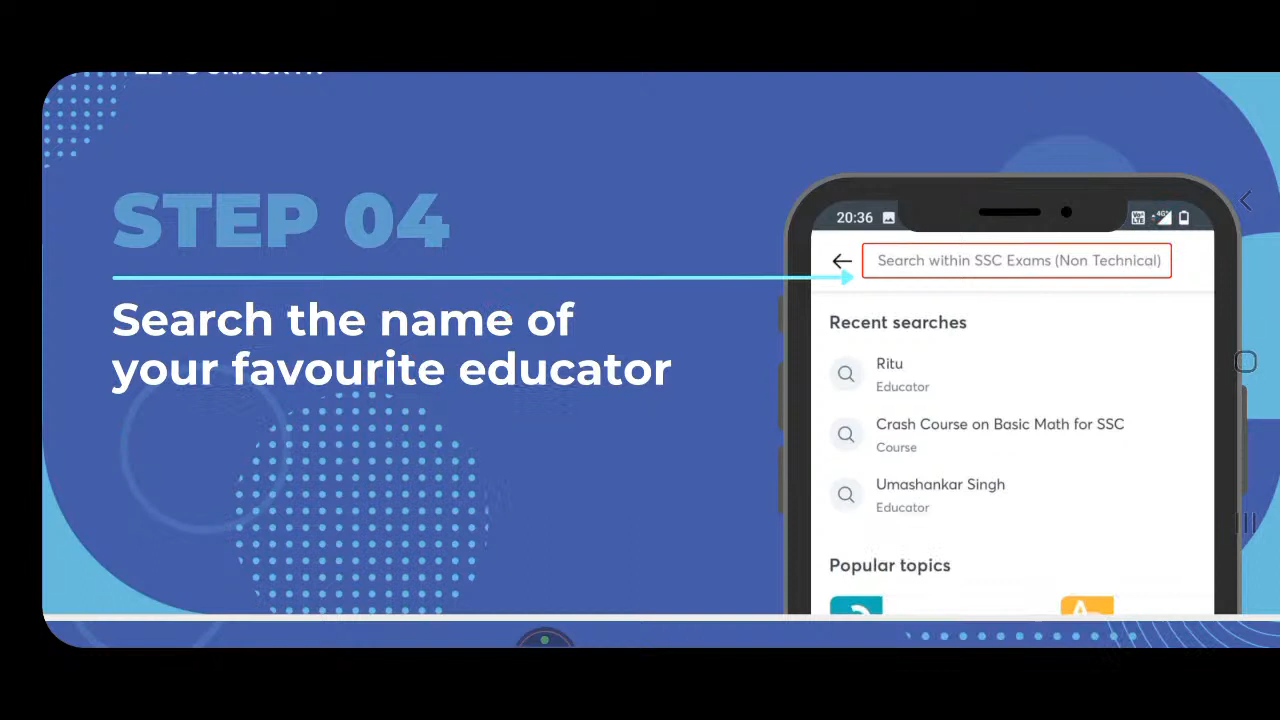 STEP 04
Search the name of
your favourite educator
20:36
4G
Search within SSC Exams (Non Technical)
Recent searches
Ritu
Educator
Crash Course on Basic Math for SSC
Course
Umashankar Singh
Educator
Popular topics